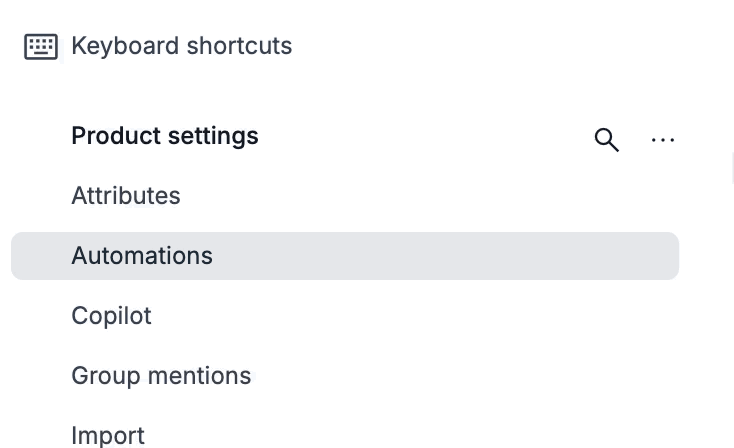 Keyboard shortcuts
Product settings
Attributes
Automations
Copilot
Group mentions
Import